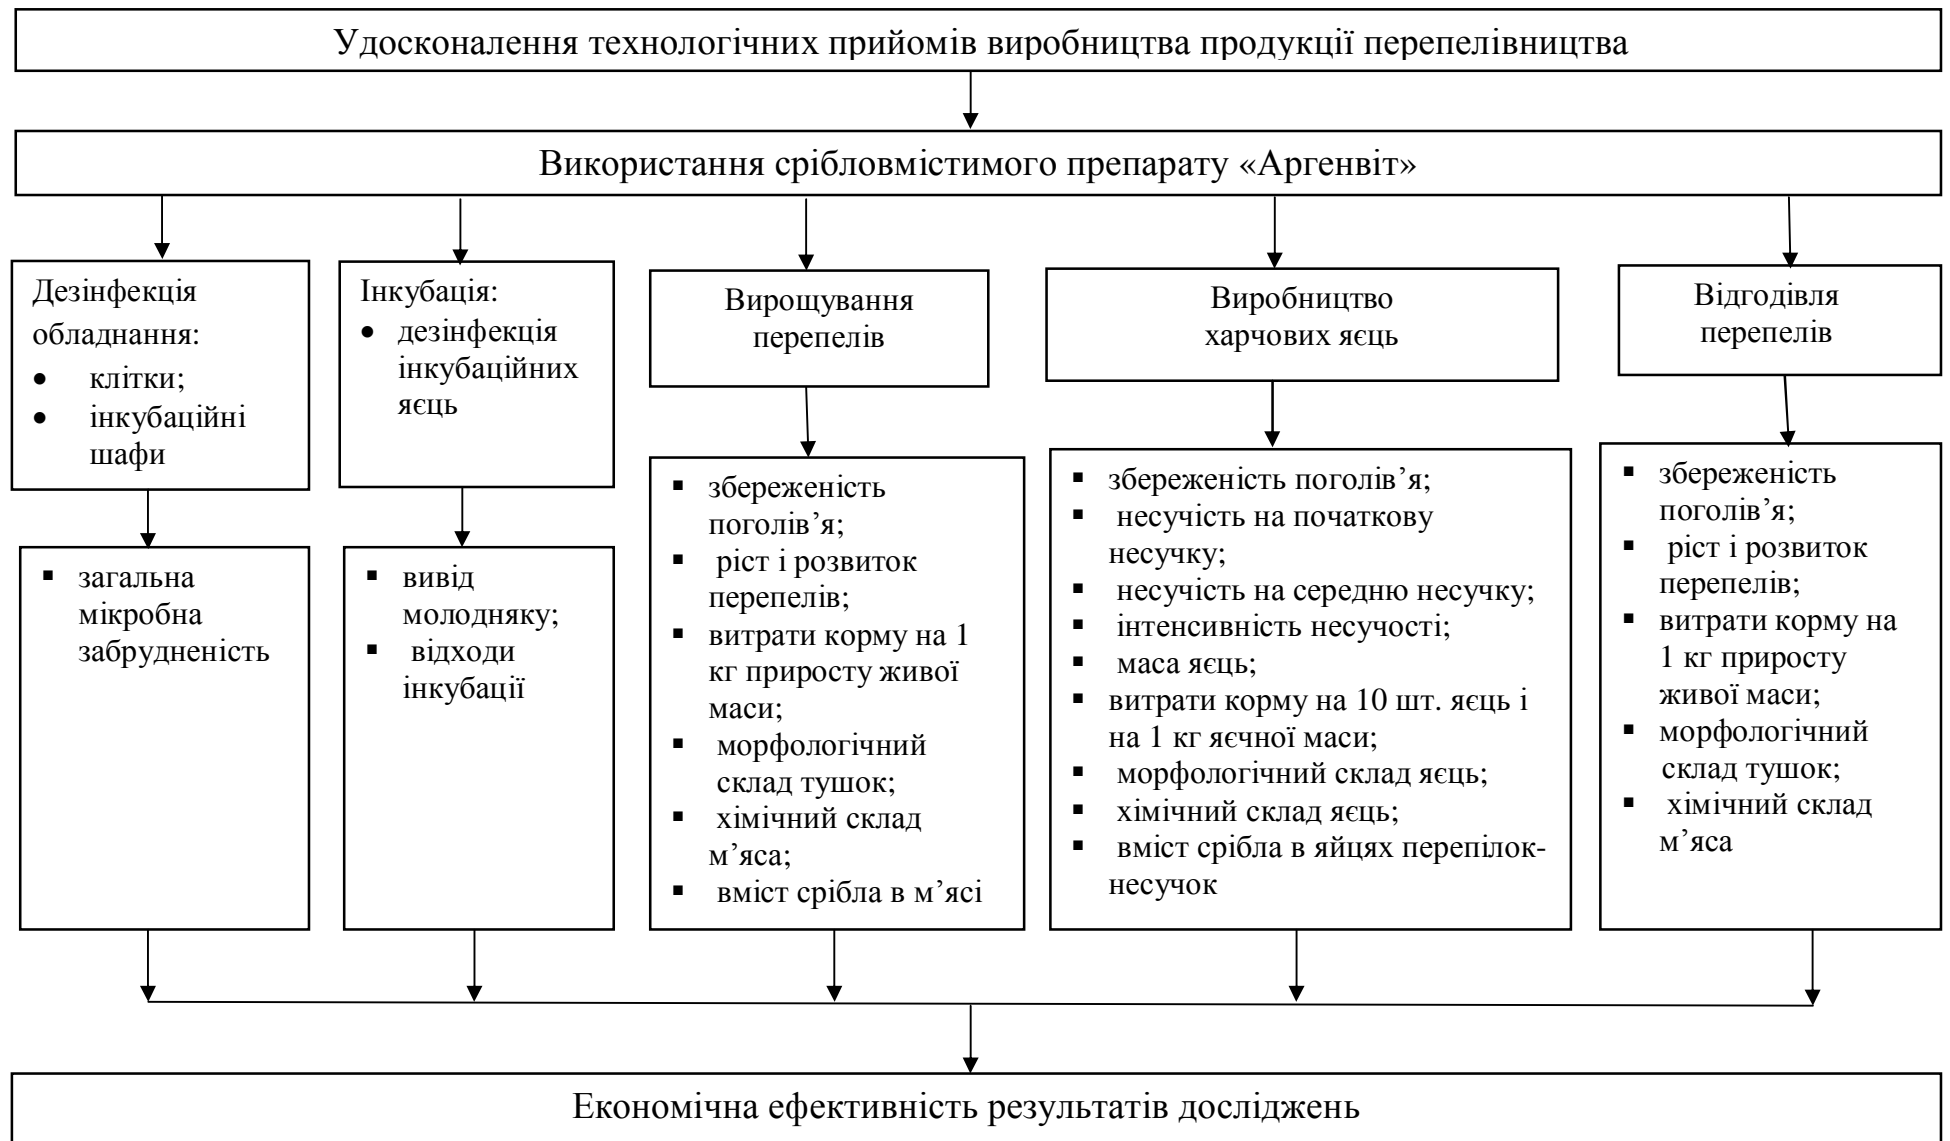 Удосконалення технологічних прийомів виробництва продукції перепелівництва
Використання срібловмістимого препарату «Аргенвіт»
Дезінфекція
обладнання:
• клітки;
• інкубаційні
шафи
Інкубація:
• дезінфекція
інкубаційних
яєць
Вирощування
перепелів
Виробництво
харчових яєць
Відгодівля
перепелів
▪ загальна
мікробна
забрудненість
▪ вивід
молодняку;
▪ відходи
інкубації
▪ збереженість
поголів’я;
▪ ріст і розвиток
перепелів;
▪ витрати корму на 1
кг приросту живої
маси;
▪ морфологічний
склад тушок;
▪ хімічний склад
м’яса;
▪ вміст срібла в м’ясі
▪ збереженість поголів’я;
▪ несучість на початкову
несучку;
▪ несучість на середню несучку;
▪ інтенсивність несучості;
▪ маса яєць;
▪ витрати корму на 10 шт. яєць і
на 1 кг яєчної маси;
▪ морфологічний склад яєць;
▪ хімічний склад яєць;
▪ вміст срібла в яйцях перепілок-
несучок
▪ збереженість
поголів’я;
▪ ріст і розвиток
перепелів;
▪ витрати корму на
1 кг приросту
живої маси;
▪ морфологічний
склад тушок;
▪ хімічний склад
м’яса
Економічна ефективність результатів досліджень